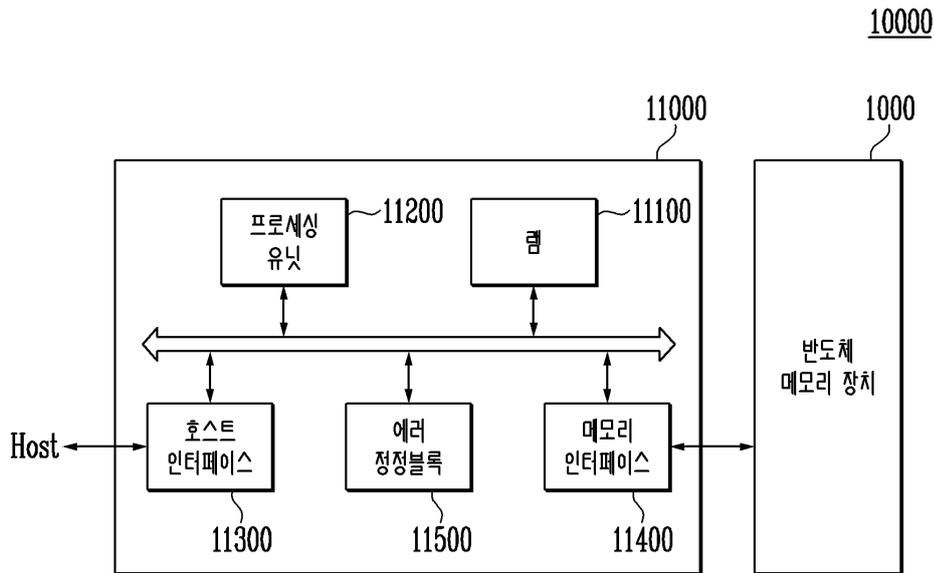 10000
11000
1000
프로세싱
유닛
11200
램
11100
반도체
메모리 장치
Host
호스트
인터페이스
에러
정정블록
메모리
인터페이스
11300
11500
11400